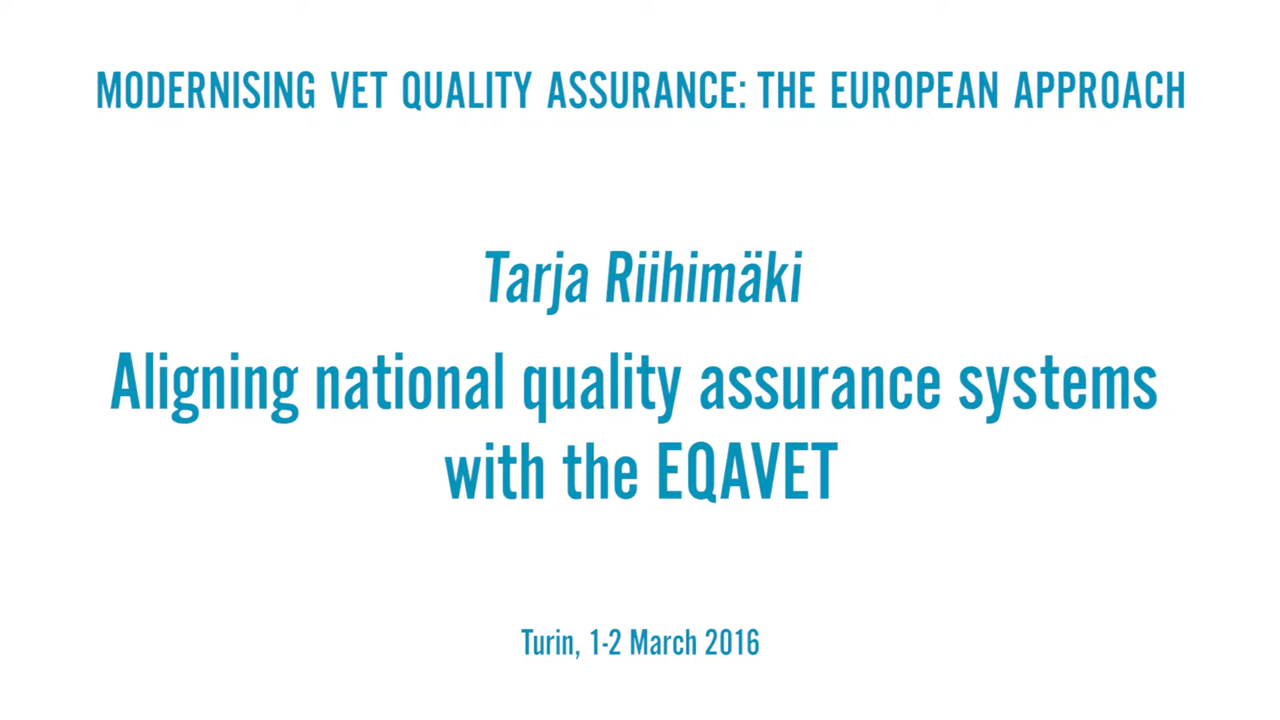 MODERNISING VET QUALITY ASSURANCE: THE EUROPEAN APPROACH
Tarja Riihimäki
Aligning national quality assurance systems
with the EQAVET
Turin, 1-2 March 2016